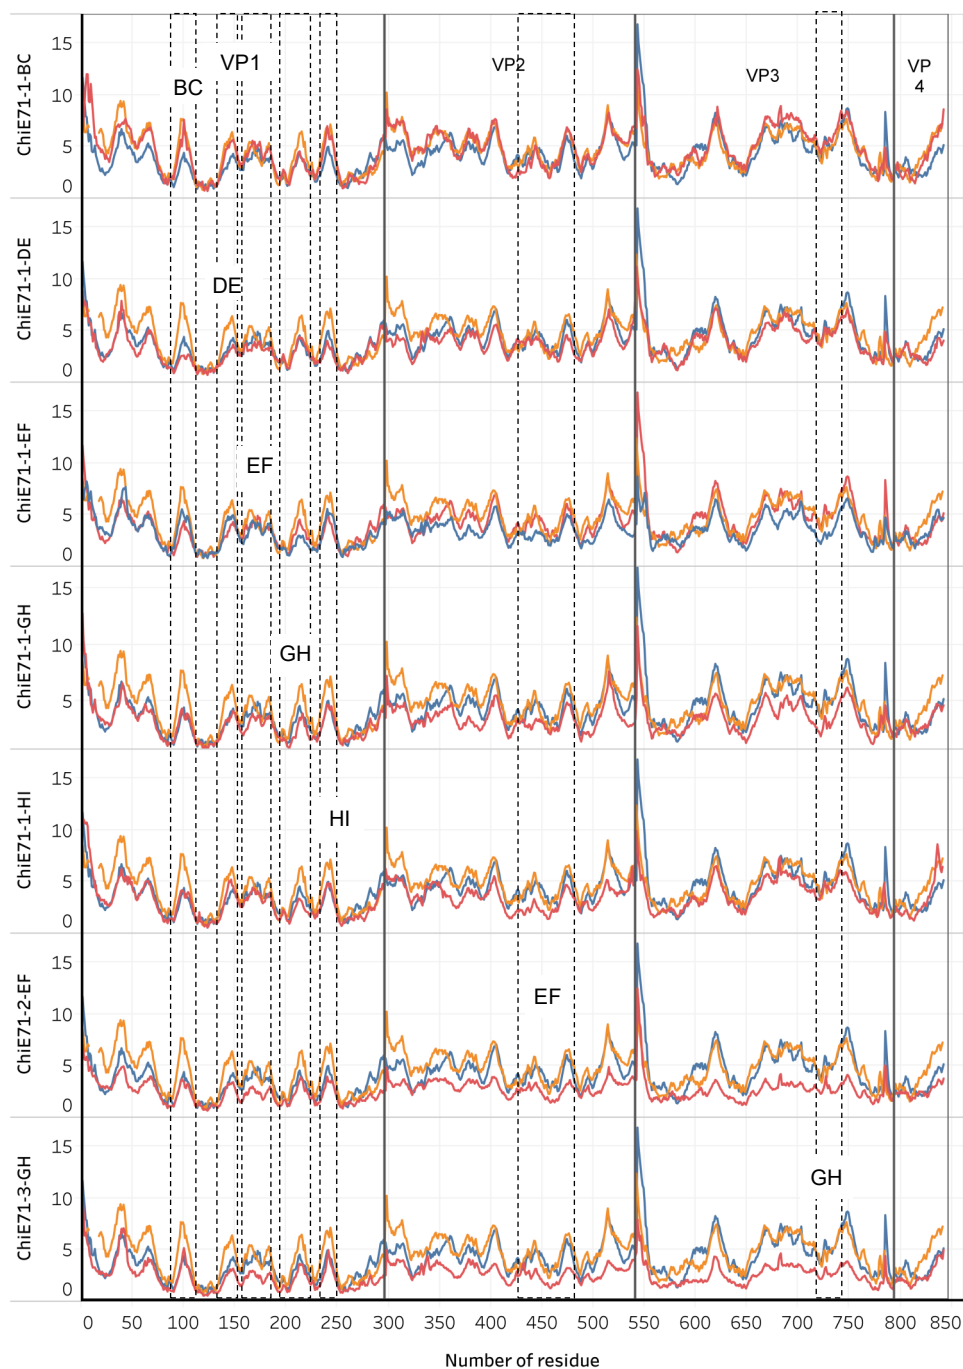 ChiE71-1-BC
15
10
5
0
BC
VP1
VP2
VP3
VP
4
ChiE71-1-DE
15
10
5
0
DE
ChiE71-1-EF
15
10
5
0
EF
ChiE71-1-GH
15
10
5
0
GH
ChiE71-1-HI
15
10
5
0
HI
ChiE71-2-EF
15
10
5
0
EF
ChiE71-3-GH
15
10
5
0
GH
0 50 100 150 200 250 300 350 400 450 500 550 600 650 700 750 800 850
Number of residue